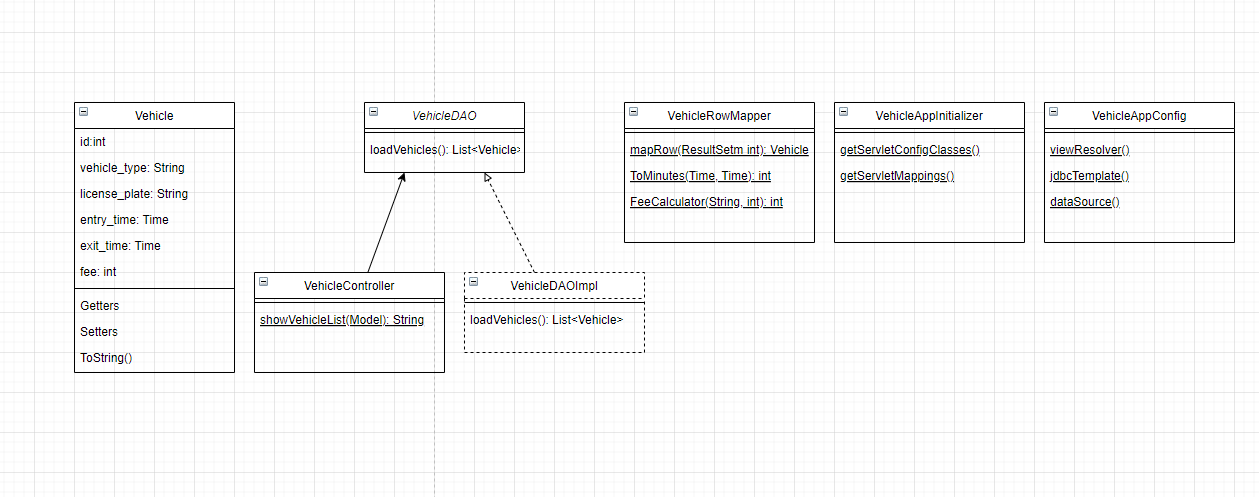 Vehicle
id:int
vehicle_type: String
license_plate: String
entry_time: Time
exit_time: Time
fee: int
Getters
Setters
ToString()
VehicleDAO
loadVehicles(): List<Vehicle>
VehicleController
showVehicleList(Model): String
VehicleDAOImpl
loadVehicles(): List<Vehicle>
VehicleRowMapper
mapRow(ResultSetm int): Vehicle
ToMinutes(Time, Time): int
FeeCalculator(String, int): int
VehicleAppInitializer
getServletConfigClasses()
getServletMappings()
VehicleAppConfig
viewResolver()
jdbcTemplate()
dataSource()